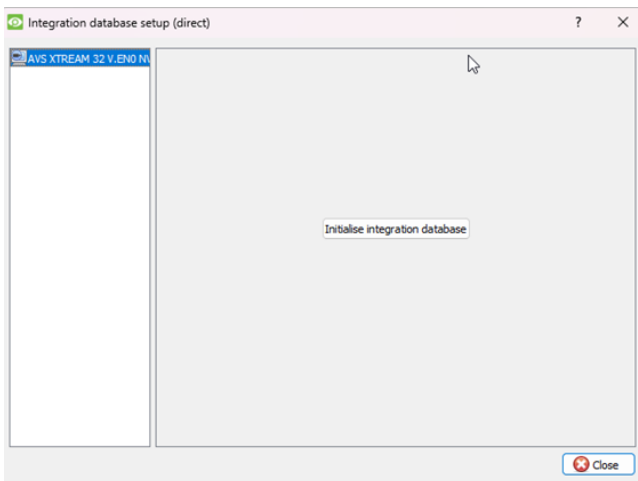 Integration database setup (direct)
? X
AVS XTREAM 32 V.EN0 NV
Initialise integration database
Close